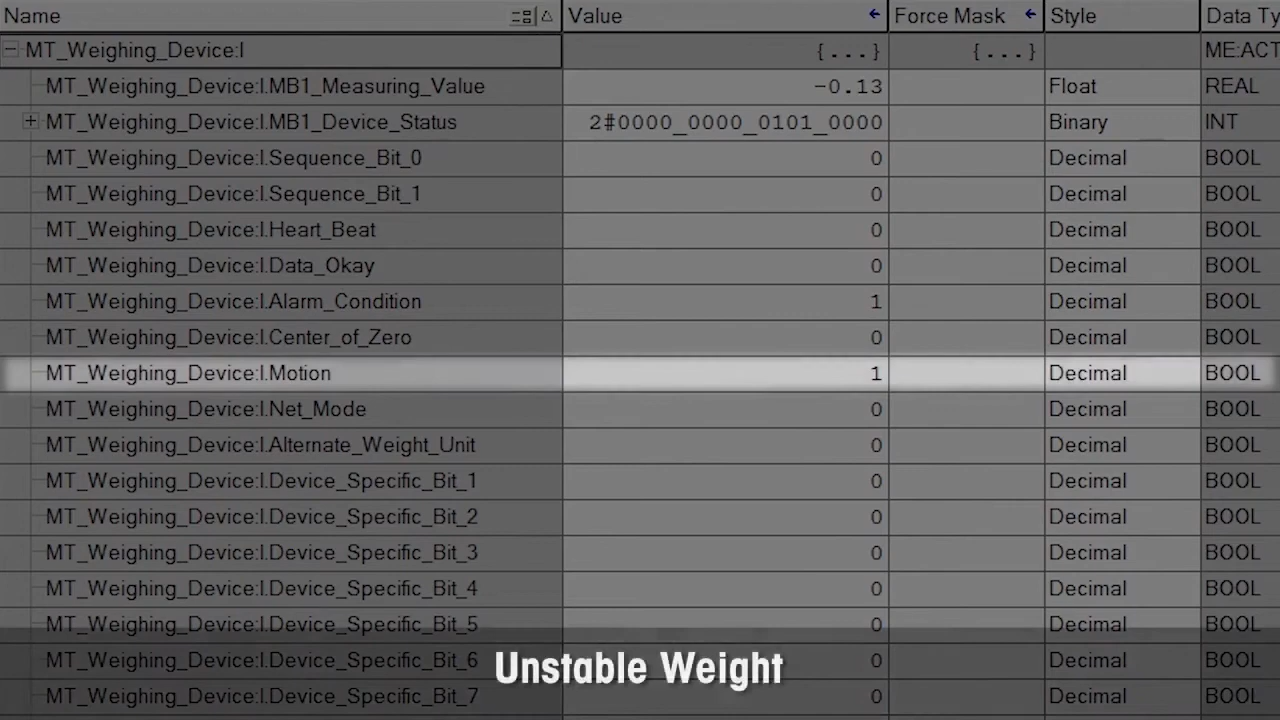 Name Value Force Mask Style Data Ty
MT_Weighing_Device:I {...} {...} ME:ACT
MT_Weighing_Device:I.MB1_Measuring_Value -0.13 Float REAL
MT_Weighing_Device:I.MB1_Device_Status 2#0000_0000_0101_0000 Binary INT
MT_Weighing_Device:I.Sequence_Bit_0 0 Decimal BOOL
MT_Weighing_Device:I.Sequence_Bit_1 0 Decimal BOOL
MT_Weighing_Device:I.Heart_Beat 0 Decimal BOOL
MT_Weighing_Device:I.Data_Okay 0 Decimal BOOL
MT_Weighing_Device:I.Alarm_Condition 1 Decimal BOOL
MT_Weighing_Device:I.Center_of_Zero 0 Decimal BOOL
MT_Weighing_Device:I.Motion 1 Decimal BOOL
MT_Weighing_Device:I.Net_Mode 0 Decimal BOOL
MT_Weighing_Device:I.Alternate_Weight_Unit 0 Decimal BOOL
MT_Weighing_Device:I.Device_Specific_Bit_1 0 Decimal BOOL
MT_Weighing_Device:I.Device_Specific_Bit_2 0 Decimal BOOL
MT_Weighing_Device:I.Device_Specific_Bit_3 0 Decimal BOOL
MT_Weighing_Device:I.Device_Specific_Bit_4 0 Decimal BOOL
MT_Weighing_Device:I.Device_Specific_Bit_5 0 Decimal BOOL
MT_Weighing_Device:I.Device_Specific_Bit_6 0 Decimal BOOL
MT_Weighing_Device:I.Device_Specific_Bit_7 0 Decimal BOOL
Unstable Weight